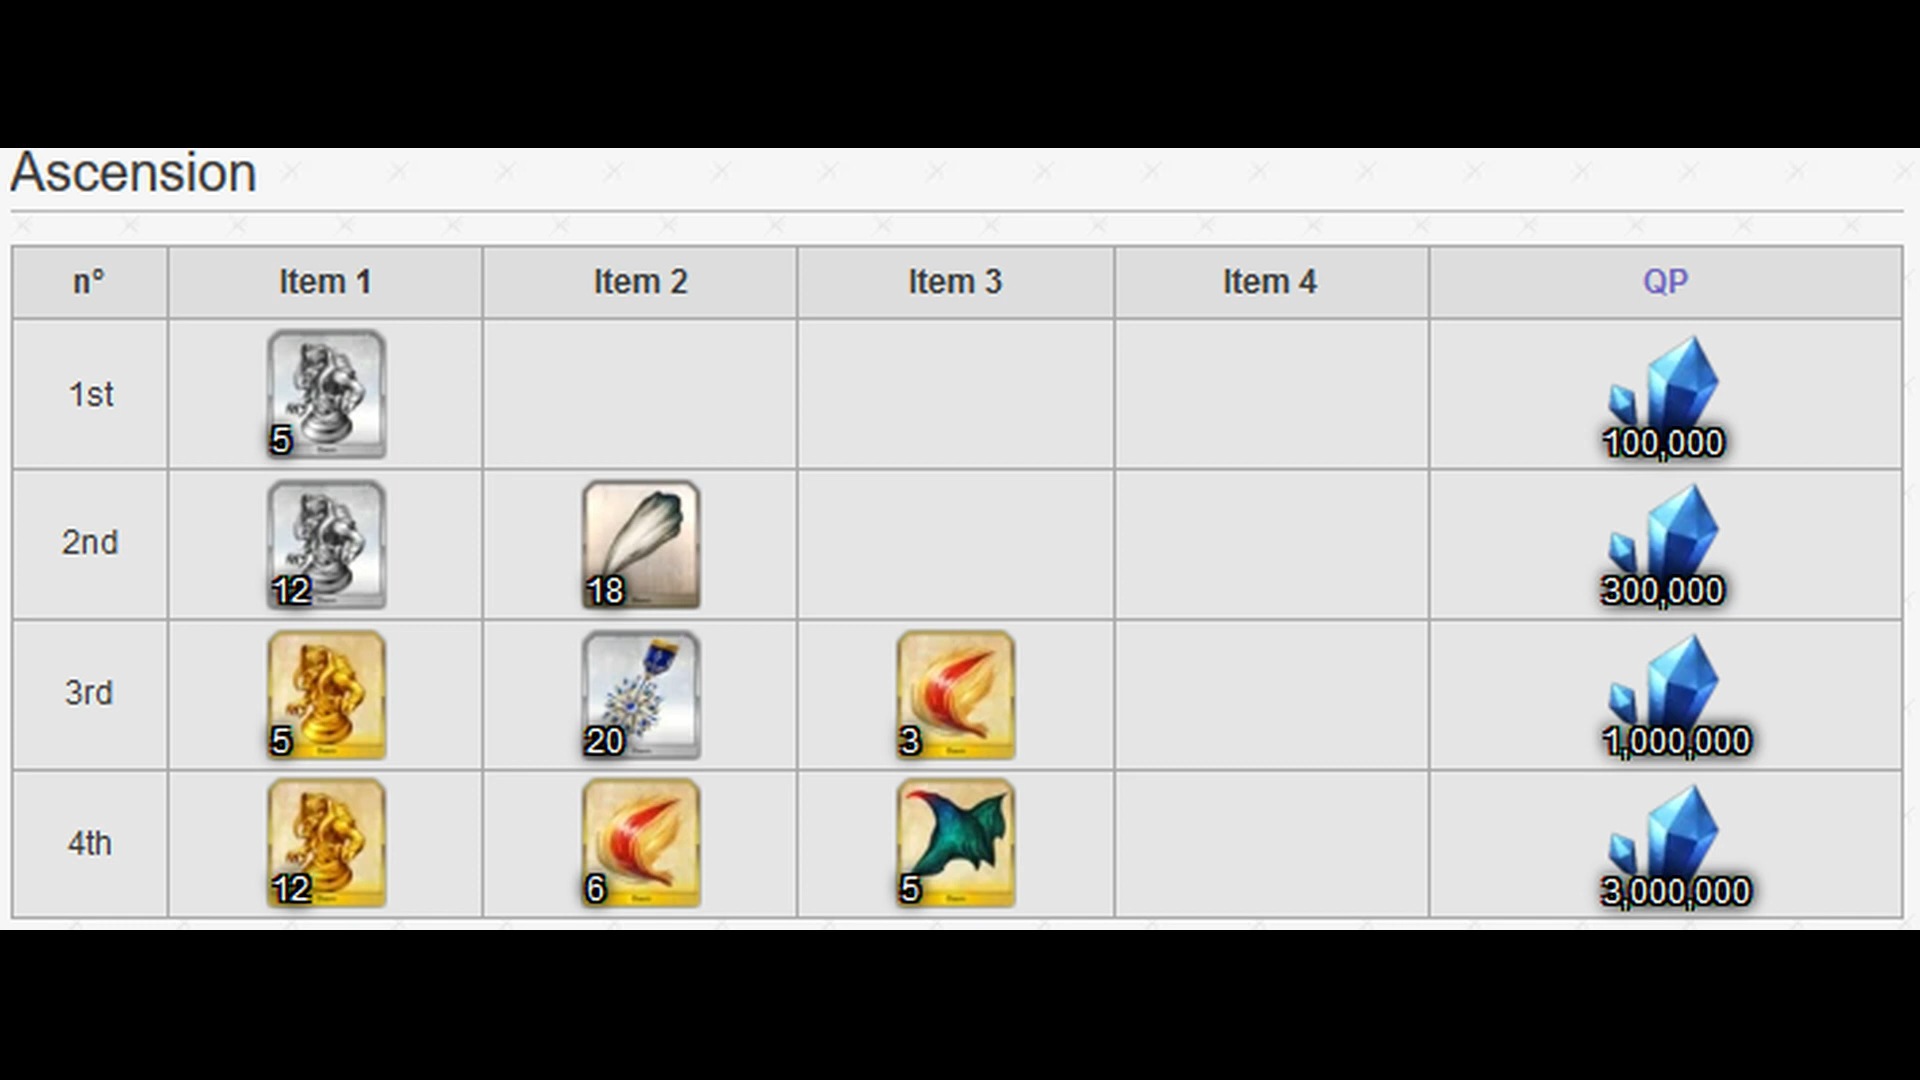 Ascension
n° Item 1 Item 2 Item 3 Item 4 QP
1st 5 100,000
2nd 12 18 300,000
3rd 5 20 3 1,000,000
4th 12 6 5 3,000,000